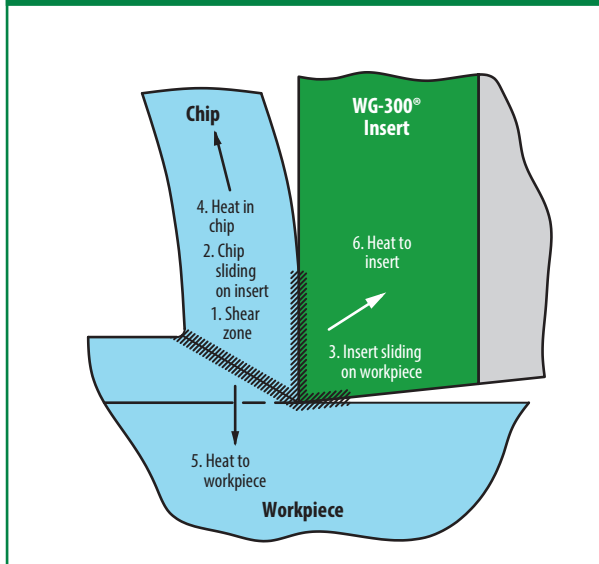 Chip
WG-300®
Insert
4. Heat in
chip
2. Chip
sliding
on insert
1. Shear
zone
6. Heat to
insert
3. Insert sliding
on workpiece
5. Heat to
workpiece
Workpiece